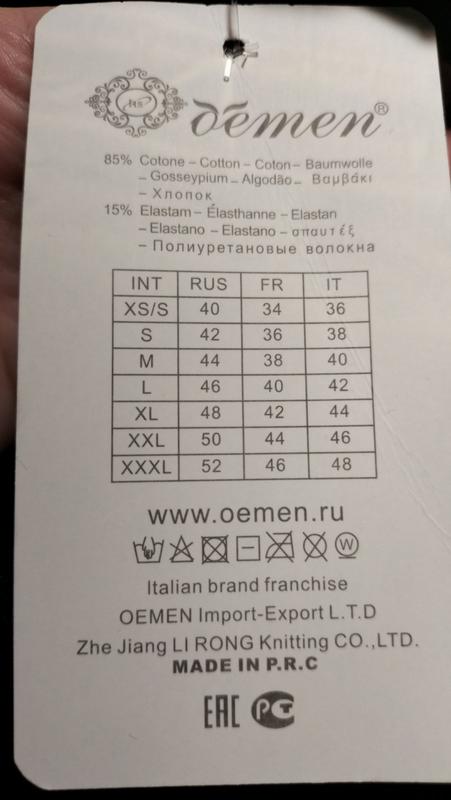 ōemen®
85% Cotone – Cotton – Coton – Baumwolle
– Gosseypium – Algodão – Βαμβάκι
– Хлопок
15% Elastam – Élasthanne – Elastan
– Elastano – Elastano – σπαυτέξ
– Полиуретановые волокна
INT RUS FR IT
XS/S 40 34 36
S 42 36 38
M 44 38 40
L 46 40 42
XL 48 42 44
XXL 50 44 46
XXXL 52 46 48
www.oemen.ru
W
Italian brand franchise
OEMEN Import-Export L.T.D
Zhe Jiang LI RONG Knitting CO.,LTD.
MADE IN P.R.C
EAC РСТ